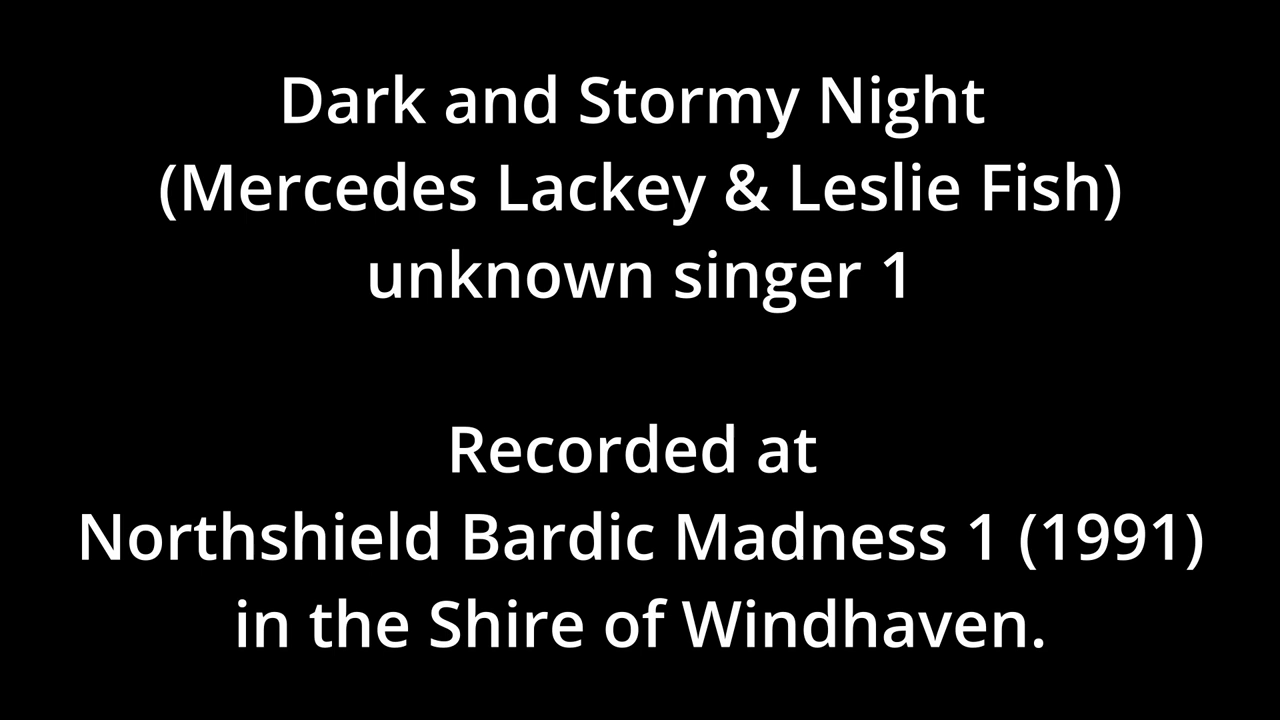 Dark and Stormy Night
(Mercedes Lackey & Leslie Fish)
unknown singer 1
Recorded at
Northshield Bardic Madness 1 (1991)
in the Shire of Windhaven.